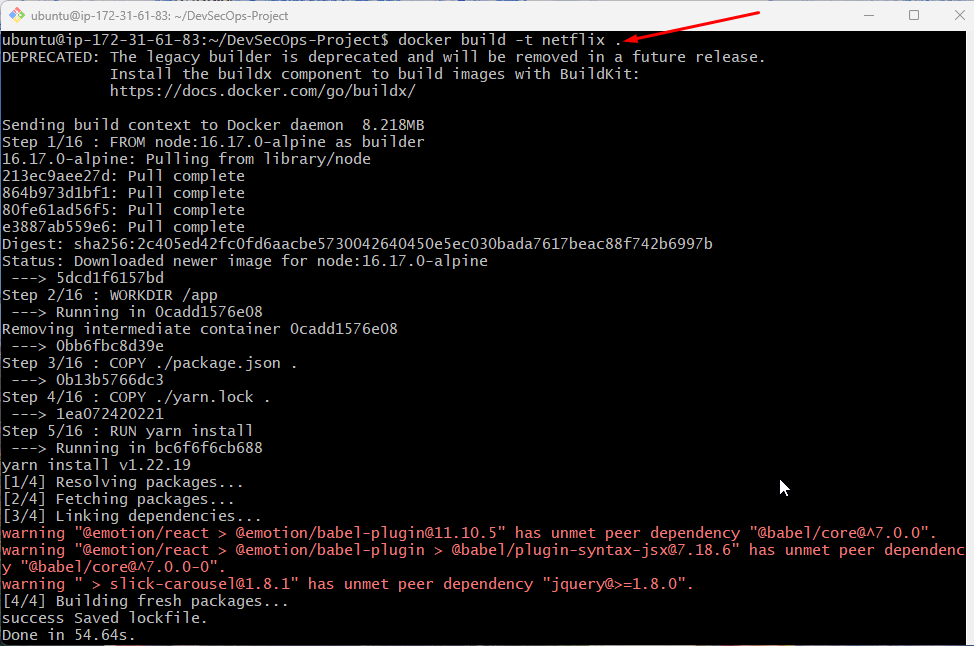 ubuntu@ip-172-31-61-83: ~/DevSecOps-Project
ubuntu@ip-172-31-61-83:~/DevSecOps-Project$ docker build -t netflix .
DEPRECATED: The legacy builder is deprecated and will be removed in a future release.
            Install the buildx component to build images with BuildKit:
            https://docs.docker.com/go/buildx/

Sending build context to Docker daemon  8.218MB
Step 1/16 : FROM node:16.17.0-alpine as builder
16.17.0-alpine: Pulling from library/node
213ec9aee27d: Pull complete
864b973d1bf1: Pull complete
80fe61ad56f5: Pull complete
e3887ab559e6: Pull complete
Digest: sha256:2c405ed42fc0fd6aacbe5730042640450e5ec030bada7617beac88f742b6997b
Status: Downloaded newer image for node:16.17.0-alpine
 ---> 5dcd1f6157bd
Step 2/16 : WORKDIR /app
 ---> Running in 0cadd1576e08
Removing intermediate container 0cadd1576e08
 ---> 0bb6fbc8d39e
Step 3/16 : COPY ./package.json .
 ---> 0b13b5766dc3
Step 4/16 : COPY ./yarn.lock .
 ---> 1ea072420221
Step 5/16 : RUN yarn install
 ---> Running in bc6f6f6cb688
yarn install v1.22.19
[1/4] Resolving packages...
[2/4] Fetching packages...
[3/4] Linking dependencies...
warning "@emotion/react > @emotion/babel-plugin@11.10.5" has unmet peer dependency "@babel/core@^7.0.0".
warning "@emotion/react > @emotion/babel-plugin > @babel/plugin-syntax-jsx@7.18.6" has unmet peer dependenc
y "@babel/core@^7.0.0-0".
warning " > slick-carousel@1.8.1" has unmet peer dependency "jquery@>=1.8.0".
[4/4] Building fresh packages...
success Saved lockfile.
Done in 54.64s.